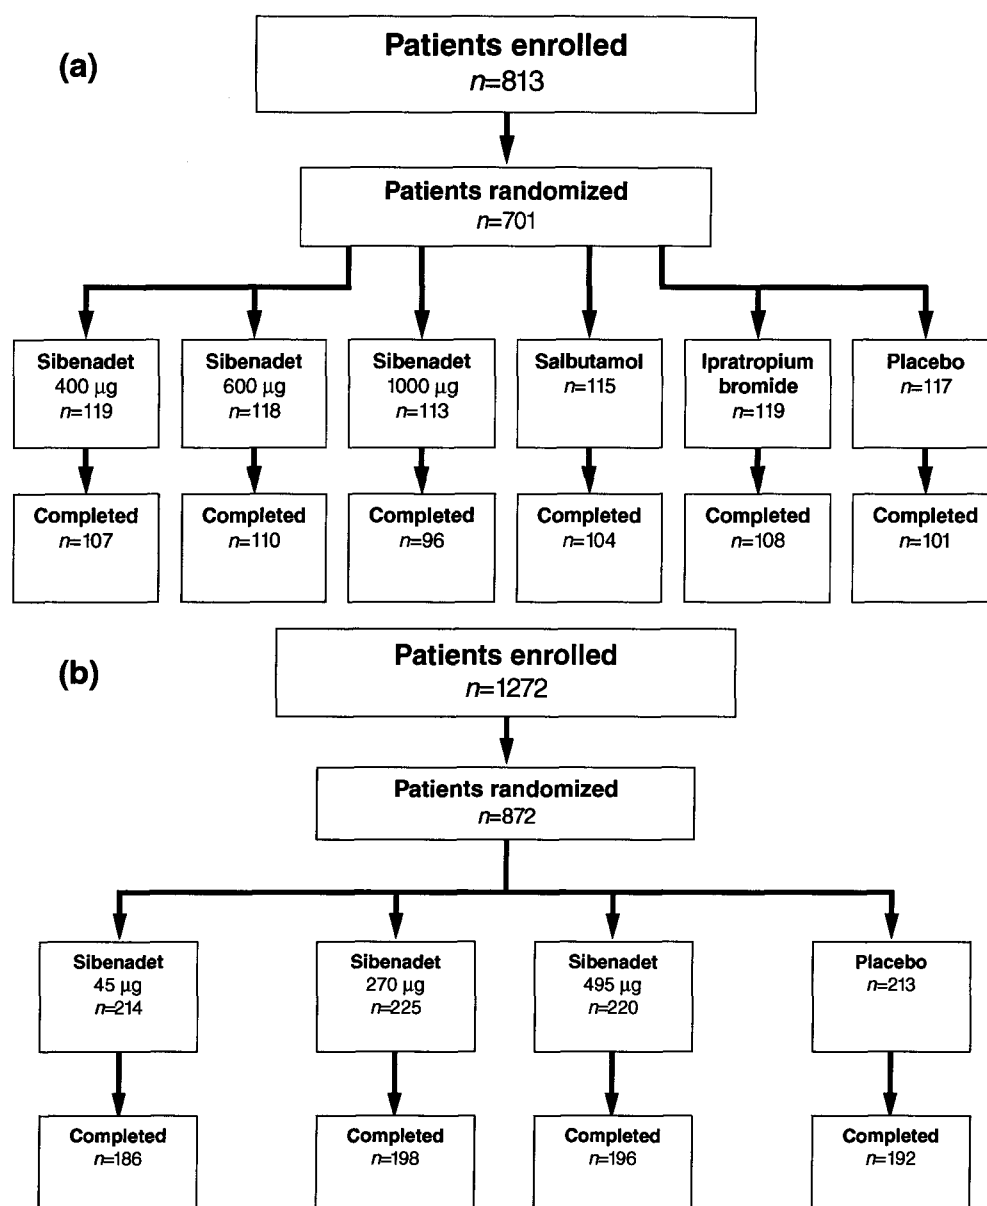 (a)
Patients enrolled
n=813
Patients randomized
n=701
Sibenadet
400 µg
n=119
Sibenadet
600 µg
n=118
Sibenadet
1000 µg
n=113
Salbutamol
n=115
Ipratropium
bromide
n=119
Placebo
n=117
Completed
n=107
Completed
n=110
Completed
n=96
Completed
n=104
Completed
n=108
Completed
n=101
(b)
Patients enrolled
n=1272
Patients randomized
n=872
Sibenadet
45 µg
n=214
Sibenadet
270 µg
n=225
Sibenadet
495 µg
n=220
Placebo
n=213
Completed
n=186
Completed
n=198
Completed
n=196
Completed
n=192